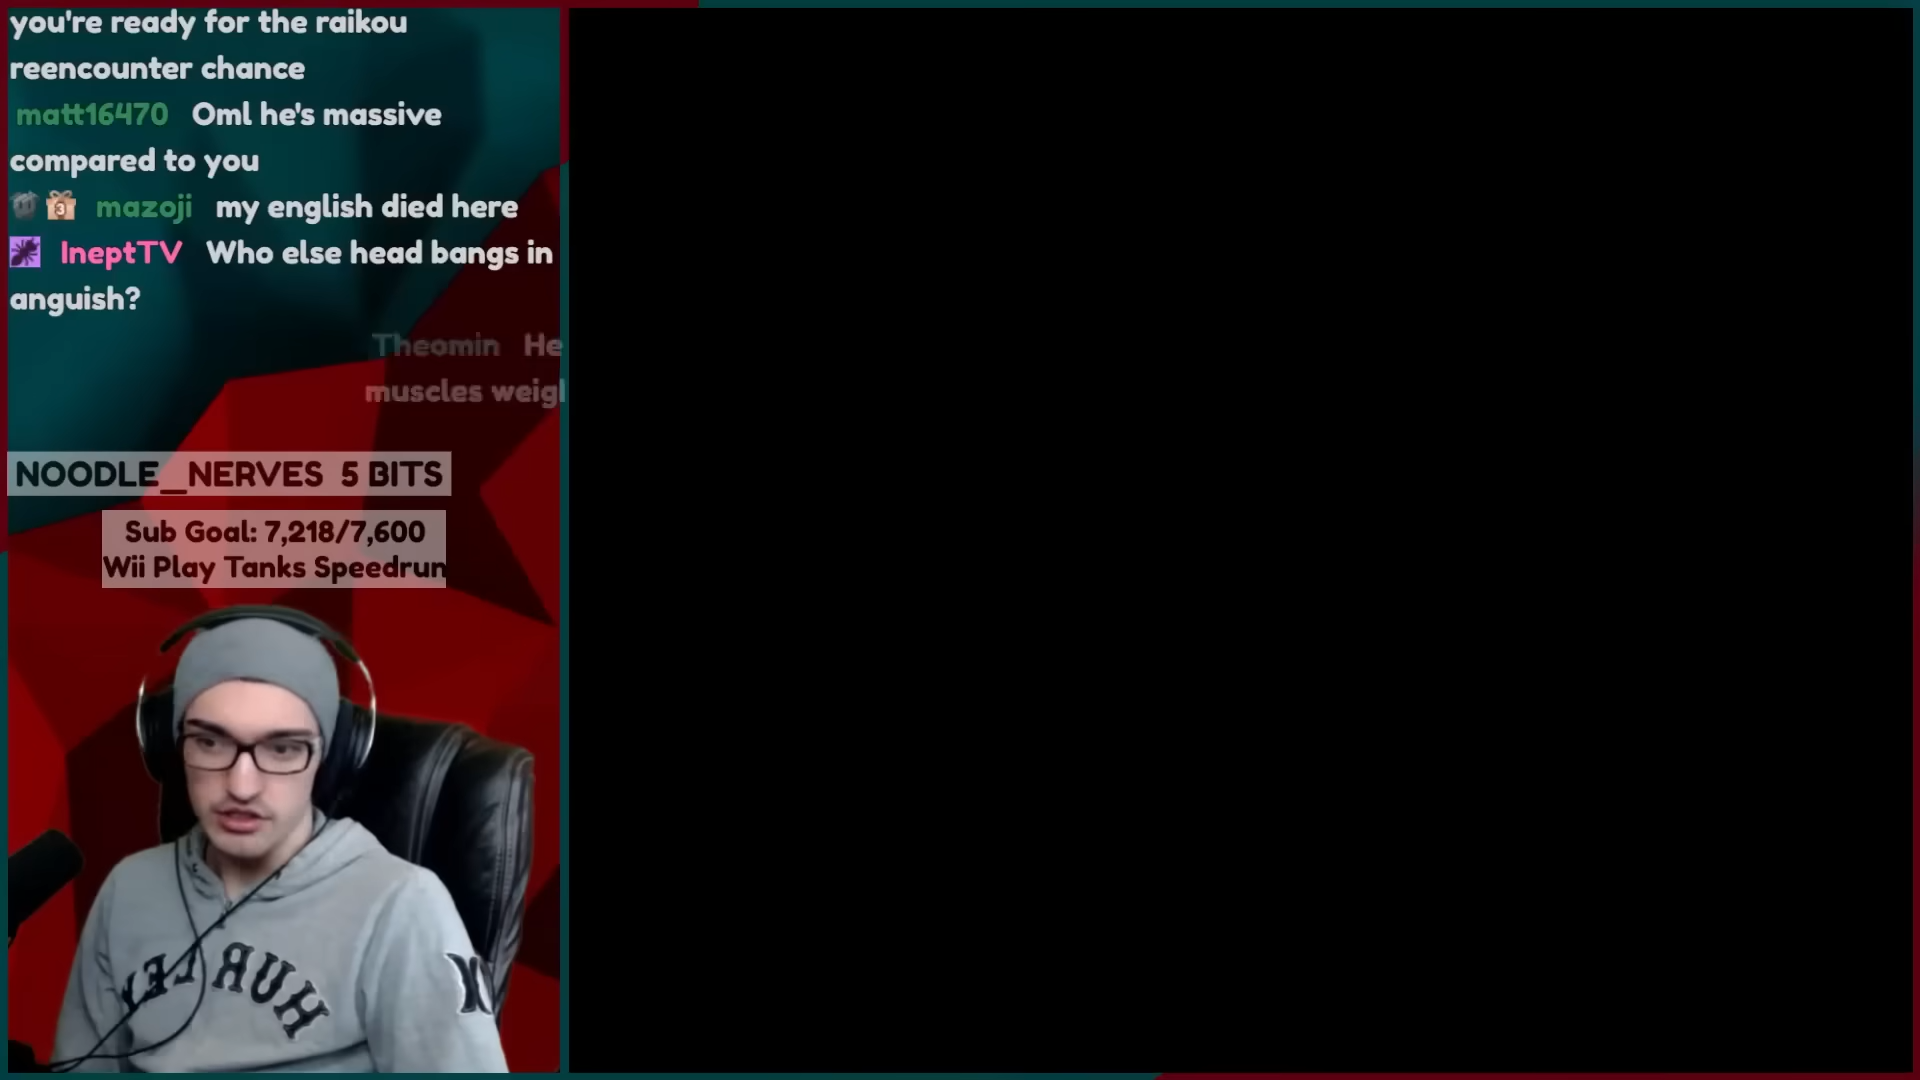 you're ready for the raikou
reencounter chance
matt16470 Oml he's massive
compared to you
3 mazoji my english died here
IneptTV Who else head bangs in
anguish?
Theomin He
muscles
NOODLE_NERVES 5 BITS
Sub Goal: 7,218/7,600
Wii Play Tanks Speedrun
HURLEY